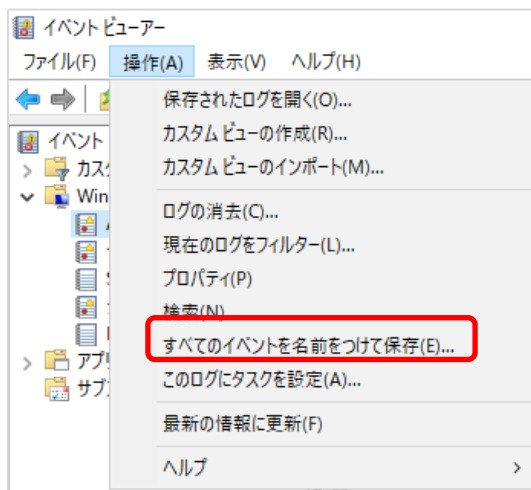 イベント ビューアー
ファイル(F) 操作(A) 表示(V) ヘルプ(H)
保存されたログを開く(O)...
カスタム ビューの作成(R)...
カスタム ビューのインポート(M)...
ログの消去(C)...
現在のログをフィルター(L)...
プロパティ(P)
検索(N)...
すべてのイベントを名前をつけて保存(E)...
このログにタスクを設定(A)...
最新の情報に更新(F)
ヘルプ
イベント
カス
Win
アプ
サブ